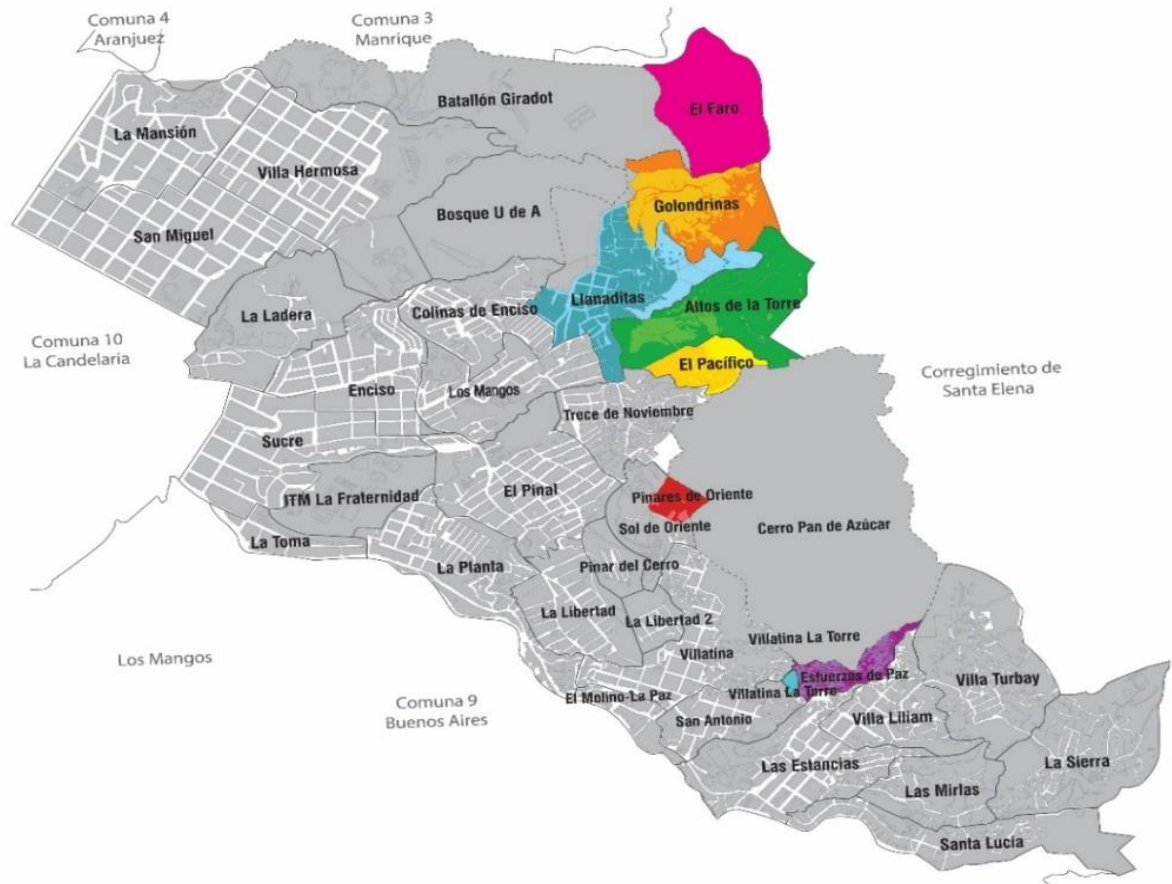 Comuna 4
Aranjuez
Comuna 3
Manrique
Batallón Giradot
El Faro
La Mansión
Villa Hermosa
Golondrinas
Bosque U de A
San Miguel
Llanaditas
Altos de la Torre
Colinas de Enciso
La Ladera
Comuna 10
La Candelaria
El Pacífico
Corregimiento de
Santa Elena
Enciso
Los Mangos
Trece de Noviembre
Sucre
El Pinal
ITM La Fraternidad
Pinares de Oriente
Sol de Oriente
Cerro Pan de Azúcar
La Toma
La Planta
Pinar del Cerro
La Libertad
La Libertad 2
Villatina La Torre
Los Mangos
Villatina
Esfuerzos de Paz
Villa Turbay
El Molino-La Paz
Villatina La Torre
Comuna 9
Buenos Aires
San Antonio
Villa Liliam
Las Estancias
La Sierra
Las Mirlas
Santa Lucía